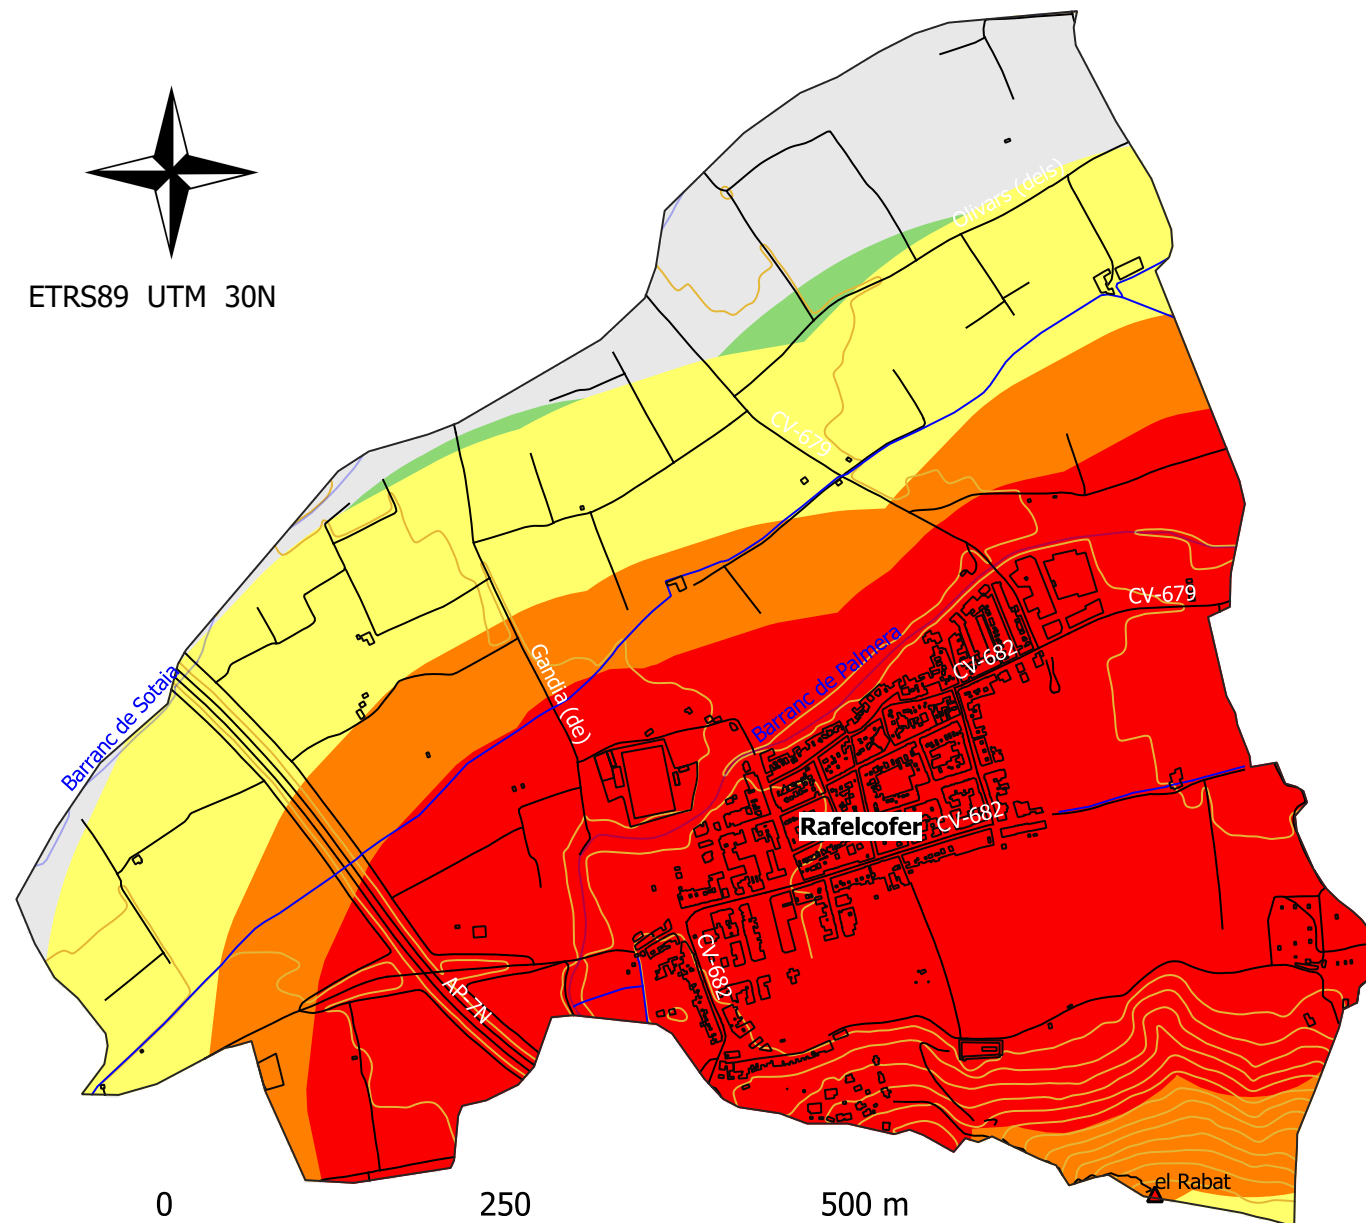 ETRS89 UTM 30N
Olivars (dels)
CV-679
CV-679
Gandia (de)
Barranc de Palmera
CV-682
Barranc de Sotaia
Rafelcofer
CV-682
CV-682
AP-7N
el Rabat
0 250 500 m